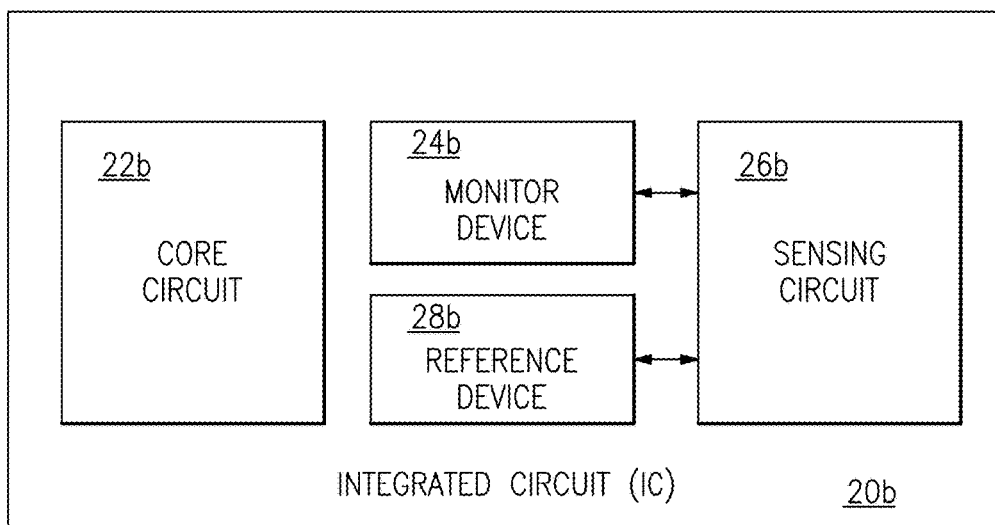 22b
CORE
CIRCUIT
24b
MONITOR
DEVICE
28b
REFERENCE
DEVICE
26b
SENSING
CIRCUIT
INTEGRATED CIRCUIT (IC)
20b